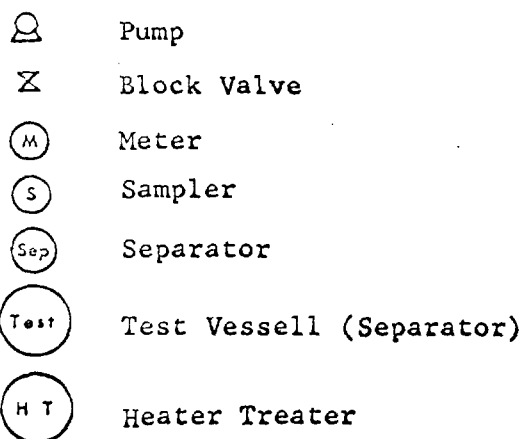 Pump
Block Valve
M Meter
S Sampler
Sep Separator
Test Test Vessell (Separator)
H T Heater Treater